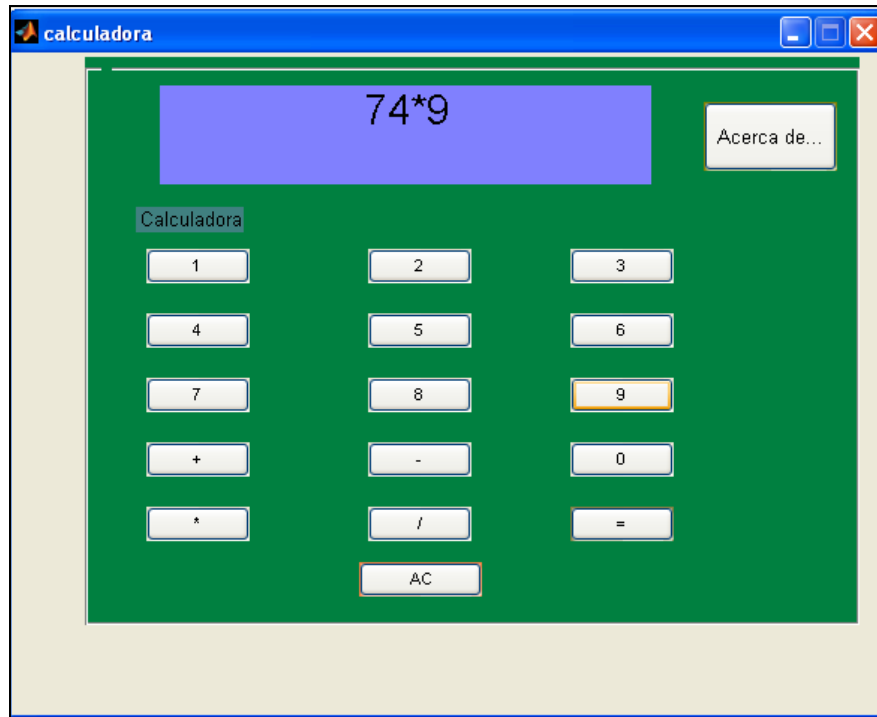 calculadora
74*9
Acerca de...
Calculadora
1 2 3
4 5 6
7 8 9
+ - 0
* / =
AC